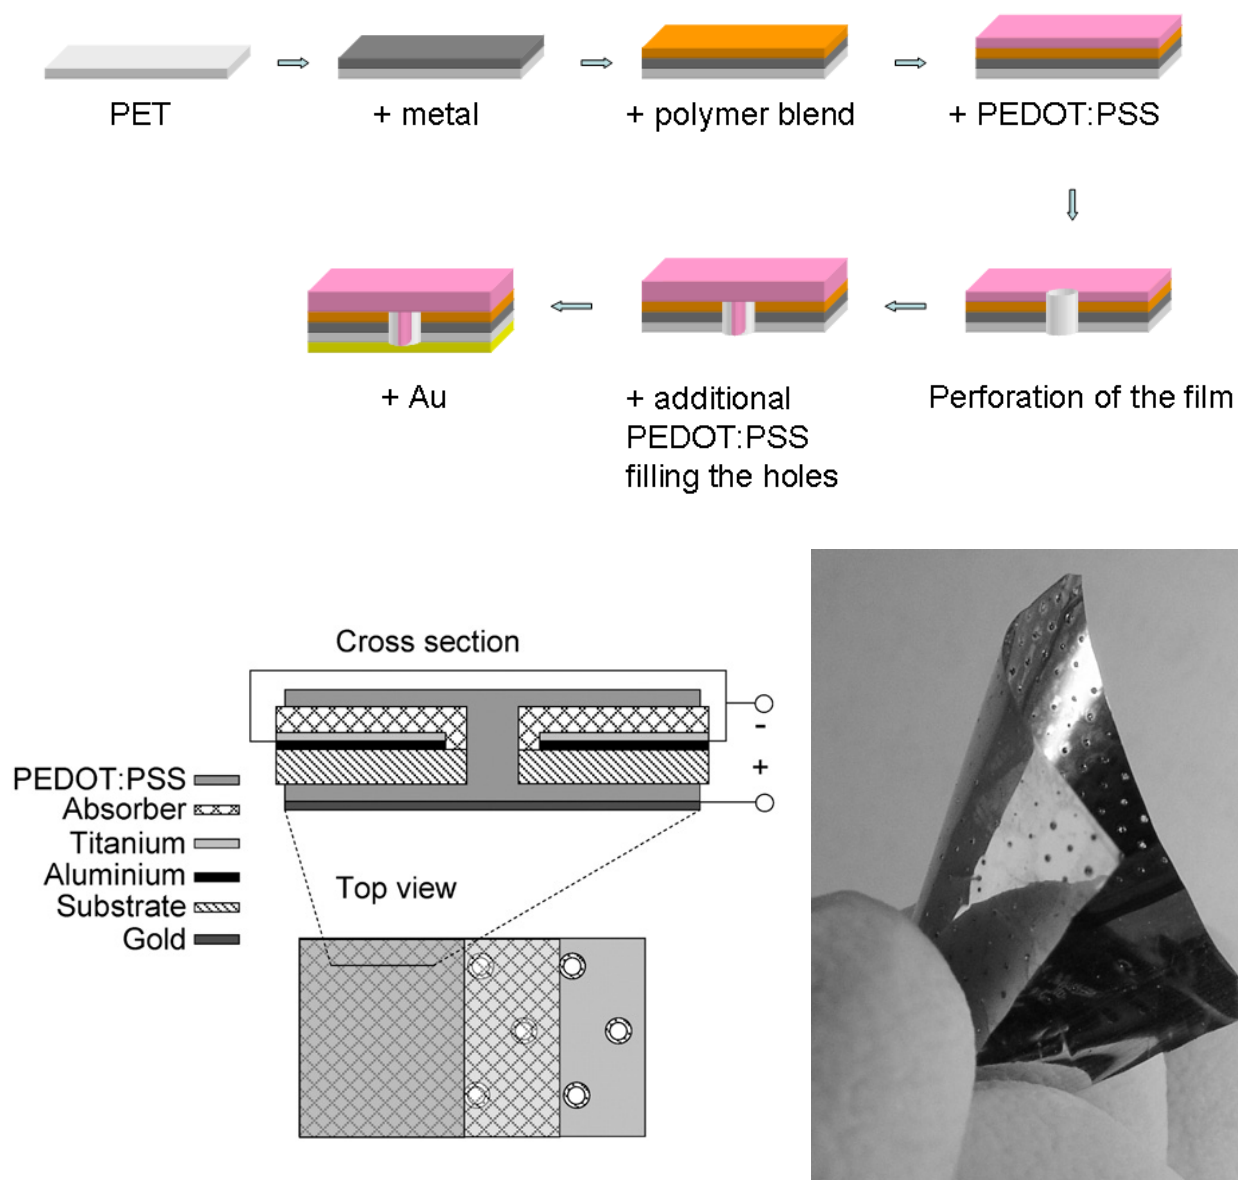 PET
+ metal
+ polymer blend
+ PEDOT:PSS
+ Au
+ additional
PEDOT:PSS
filling the holes
Perforation of the film
Cross section
-
+
PEDOT:PSS
Absorber
Titanium
Aluminium
Substrate
Gold
Top view